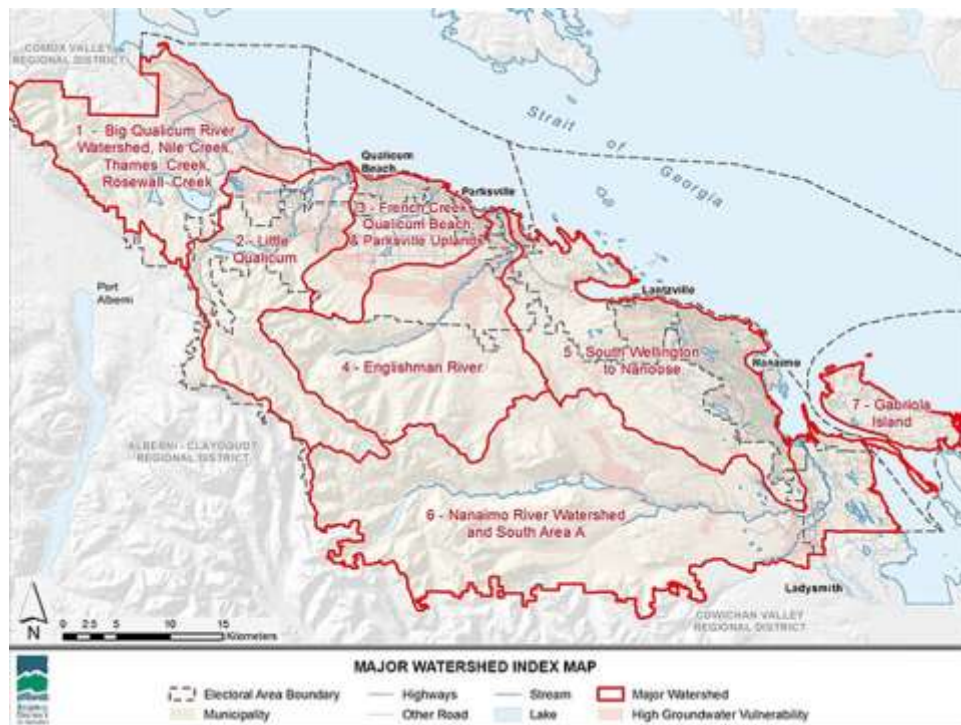 COMOX VALLEY
REGIONAL DISTRICT
1 - Big Qualicum River
Watershed, Nile Creek,
Thames Creek,
Rosewall Creek
Strait
of
Georgia
Qualicum
Beach
Parksville
3 - French Creek,
Qualicum Beach
& Parksville Uplands
2 - Little
Qualicum
Port
Alberni
Lantzville
4 - Englishman River
5 - South Wellington
to Nanoose
Nanaimo
7 - Gabriola
Island
ALBERNI - CLAYOQUOT
REGIONAL DISTRICT
6 - Nanaimo River Watershed
and South Area A
Ladysmith
COWICHAN VALLEY
REGIONAL DISTRICT
N
0 2.5 5 10 15
Kilometers
MAJOR WATERSHED INDEX MAP
Electoral Area Boundary
Highways
Stream
Major Watershed
Municipality
Other Road
Lake
High Groundwater Vulnerability